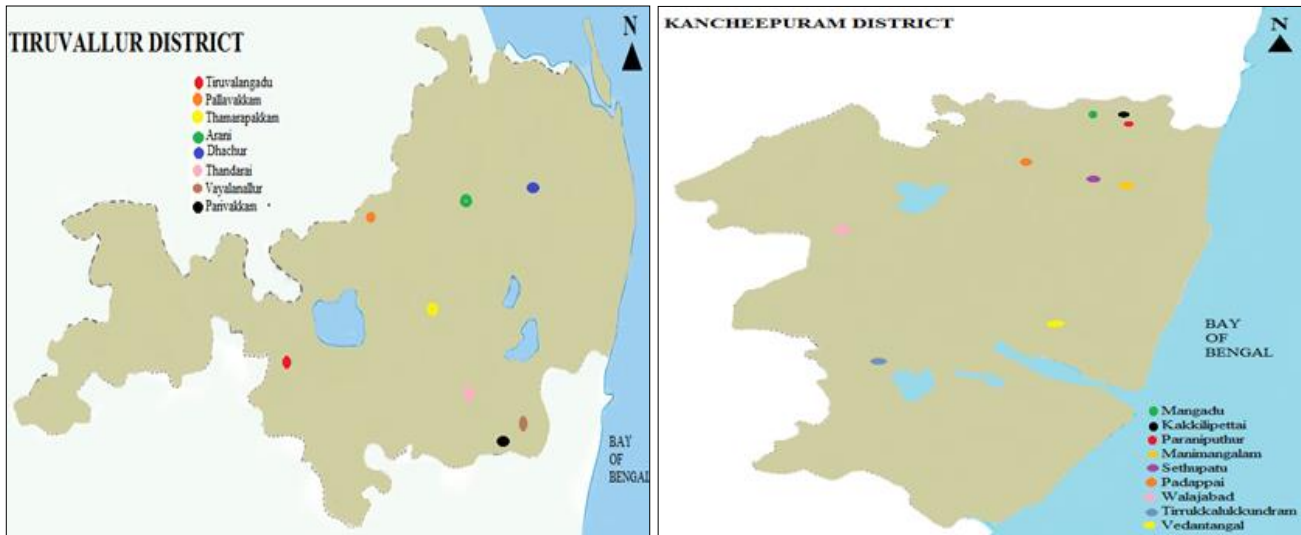 TIRUVALLUR DISTRICT
N
Tiruvalangadu
Pallavakkam
Thamarapakkam
Arani
Dhachur
Thandarai
Vayalanallur
Parivakkam
BAY
OF
BENGAL
KANCHEEPURAM DISTRICT
N
BAY
OF
BENGAL
Mangadu
Kakkilipettai
Paraniputhur
Manimangalam
Sethupatu
Padappai
Walajabad
Tirrukkalukkundram
Vedantangal